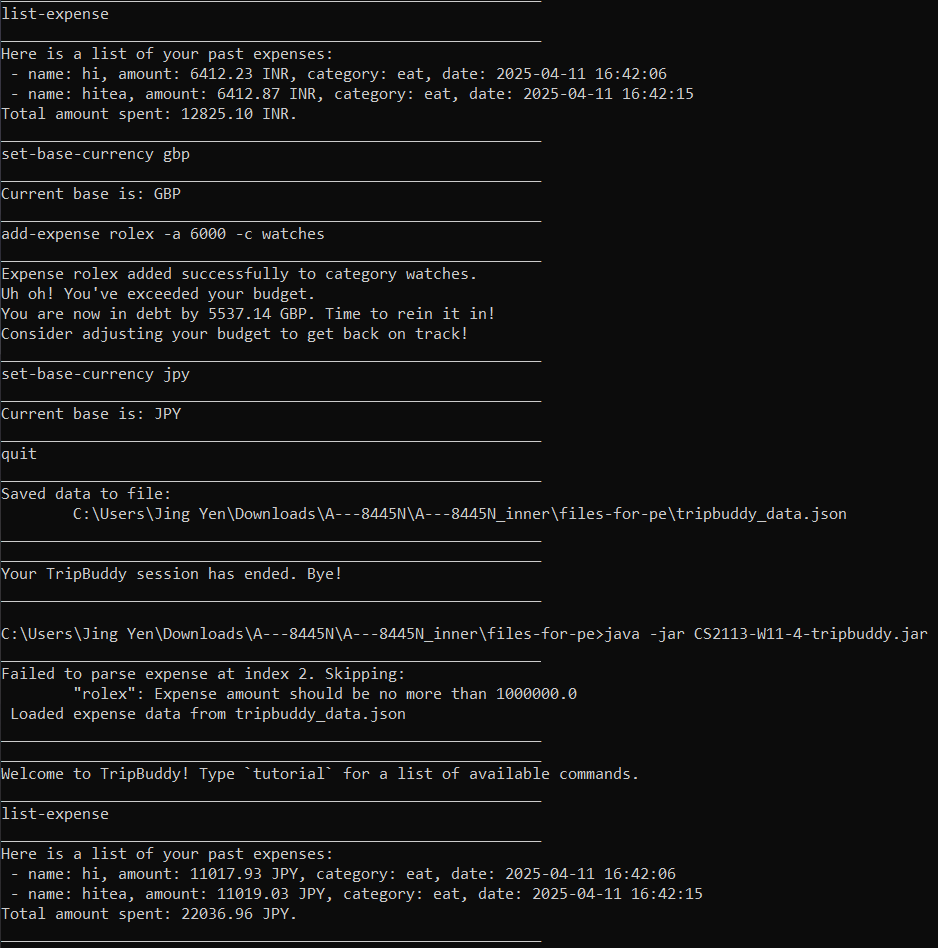 list-expense
Here is a list of your past expenses:
 - name: hi, amount: 6412.23 INR, category: eat, date: 2025-04-11 16:42:06
 - name: hitea, amount: 6412.87 INR, category: eat, date: 2025-04-11 16:42:15
Total amount spent: 12825.10 INR.
set-base-currency gbp
Current base is: GBP
add-expense rolex -a 6000 -c watches
Expense rolex added successfully to category watches.
Uh oh! You've exceeded your budget.
You are now in debt by 5537.14 GBP. Time to rein it in!
Consider adjusting your budget to get back on track!
set-base-currency jpy
Current base is: JPY
quit
Saved data to file:
        C:\Users\Jing Yen\Downloads\A---8445N\A---8445N_inner\files-for-pe\tripbuddy_data.json
Your TripBuddy session has ended. Bye!
C:\Users\Jing Yen\Downloads\A---8445N\A---8445N_inner\files-for-pe>java -jar CS2113-W11-4-tripbuddy.jar
Failed to parse expense at index 2. Skipping:
        "rolex": Expense amount should be no more than 1000000.0
 Loaded expense data from tripbuddy_data.json
Welcome to TripBuddy! Type `tutorial` for a list of available commands.
list-expense
Here is a list of your past expenses:
 - name: hi, amount: 11017.93 JPY, category: eat, date: 2025-04-11 16:42:06
 - name: hitea, amount: 11019.03 JPY, category: eat, date: 2025-04-11 16:42:15
Total amount spent: 22036.96 JPY.